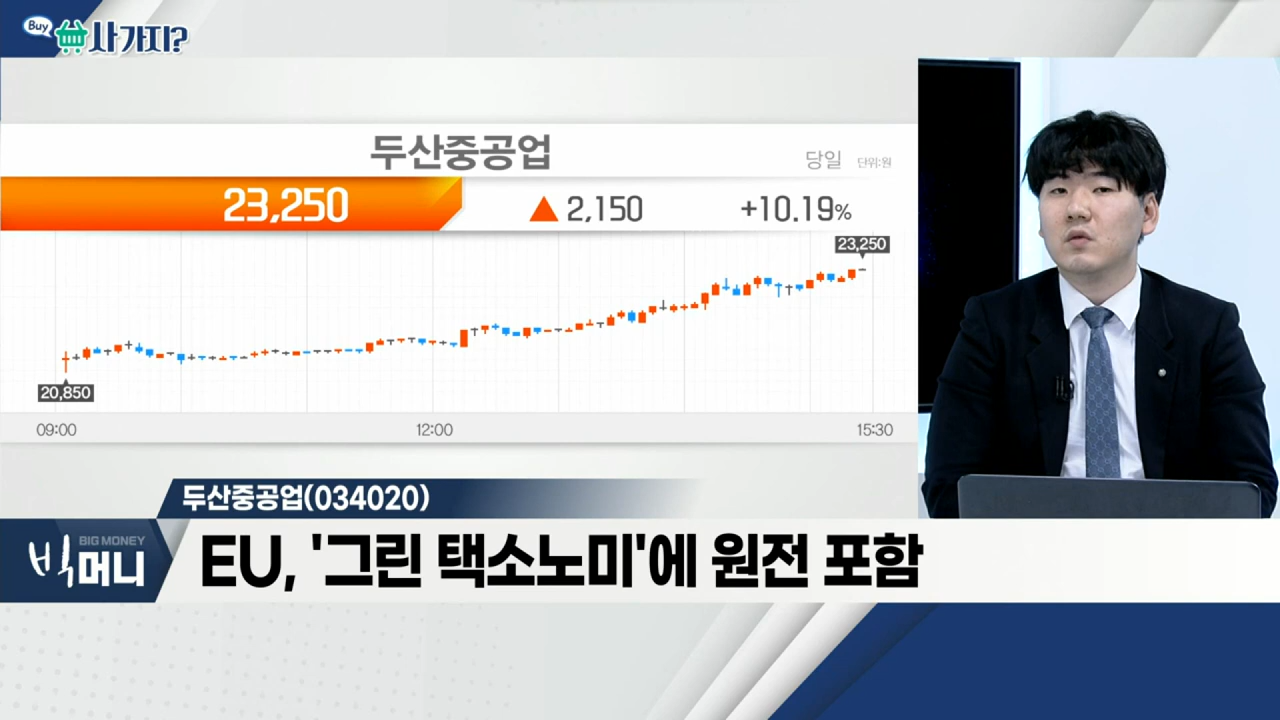 Buy
사가지?
두산중공업
당일 단위:원
23,250 ▲ 2,150 +10.19%
23,250
20,850
09:00 12:00 15:30
두산중공업(034020)
BIG MONEY
빅머니
EU, '그린 택소노미'에 원전 포함